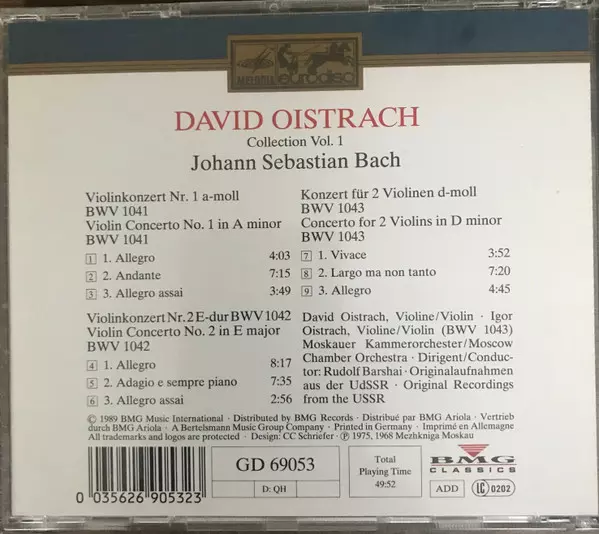 MELODIA eurodisc
DAVID OISTRACH
Collection Vol. 1
Johann Sebastian Bach
Violinkonzert Nr. 1 a-moll
BWV 1041
Violin Concerto No. 1 in A minor
BWV 1041
1 1. Allegro 4:03
2 2. Andante 7:15
3 3. Allegro assai 3:49
Violinkonzert Nr. 2 E-dur BWV 1042
Violin Concerto No. 2 in E major
BWV 1042
4 1. Allegro 8:17
5 2. Adagio e sempre piano 7:35
6 3. Allegro assai 2:56
Konzert für 2 Violinen d-moll
BWV 1043
Concerto for 2 Violins in D minor
BWV 1043
7 1. Vivace 3:52
8 2. Largo ma non tanto 7:20
9 3. Allegro 4:45
David Oistrach, Violine/Violin · Igor
Oistrach, Violine/Violin (BWV 1043)
Moskauer Kammerorchester/Moscow
Chamber Orchestra · Dirigent/Conduc-
tor: Rudolf Barshai · Originalaufnahmen
aus der UdSSR · Original Recordings
from the USSR
© 1989 BMG Music International · Distributed by BMG Records · Distribué par BMG Ariola · Vertrieb
durch BMG Ariola · A Bertelsmann Music Group Company · Printed in Germany · Imprimé en Allemagne
All trademarks and logos are protected · Design: CC Schriefer · ℗ 1975, 1968 Mezhkniga Moskau
0 035626 905323
GD 69053
D: QH
Total
Playing Time
49:52
BMG
CLASSICS
ADD
LC 0202